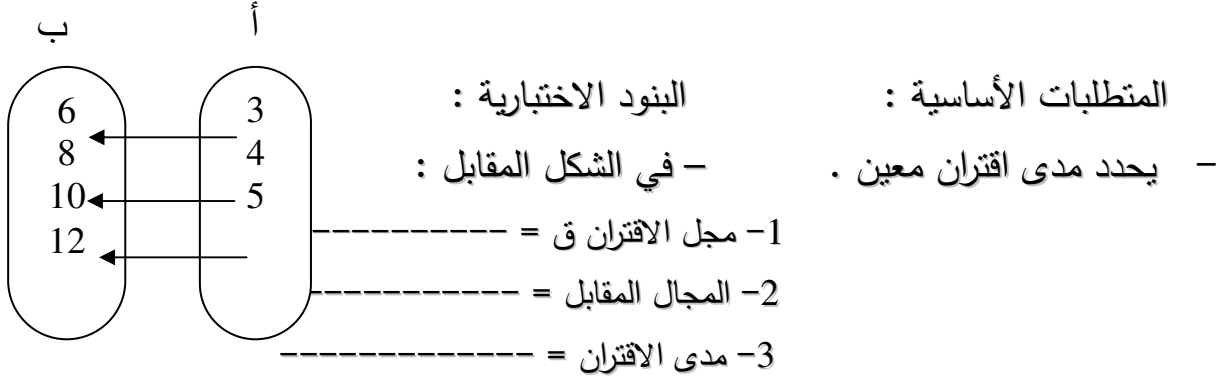 المتطلبات الأساسية :
- يحدد مدى اقتران معين .
البنود الاختبارية :
- في الشكل المقابل :
1- مجل الاقتران ق = ----------
2- المجال المقابل = -----------
3- مدى الاقتران = -------------
أ
3
4
5
ب
6
8
10
12